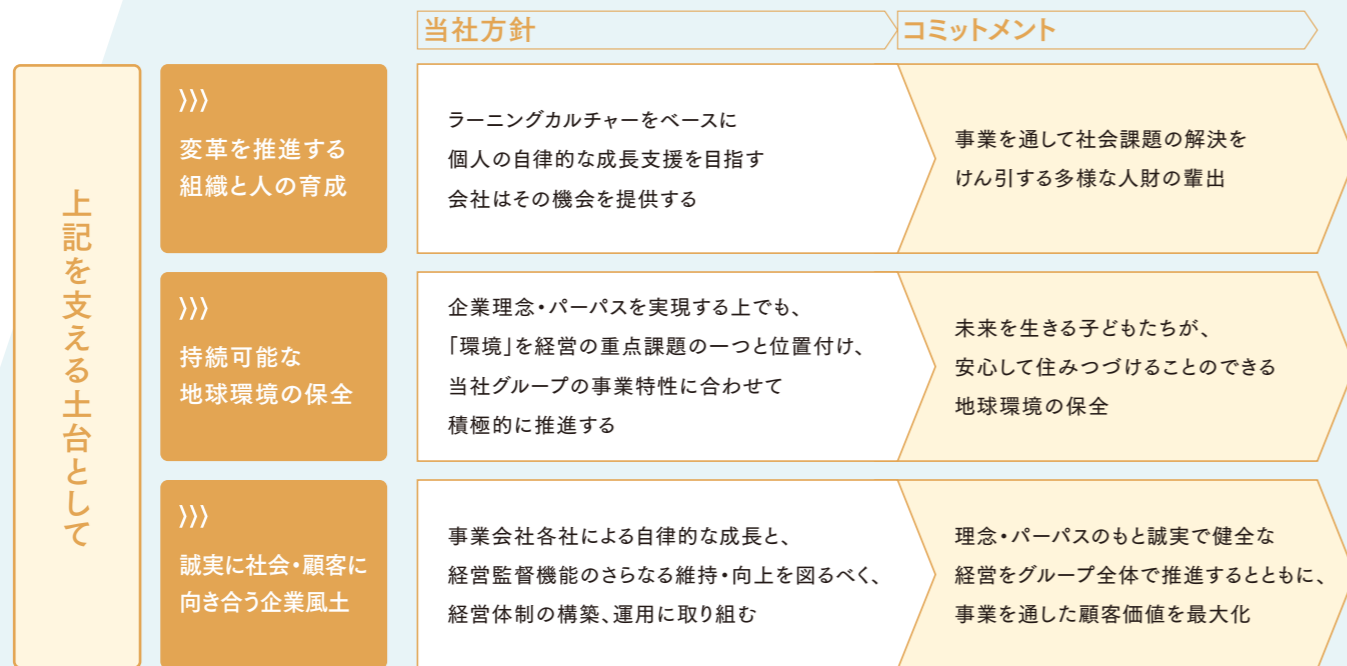 当社方針
コミットメント
上記を支える土台として
〉〉〉
変革を推進する
組織と人の育成
ラーニングカルチャーをベースに
個人の自律的な成長支援を目指す
会社はその機会を提供する
事業を通して社会課題の解決を
けん引する多様な人財の輩出
〉〉〉
持続可能な
地球環境の保全
企業理念・パーパスを実現する上でも、
「環境」を経営の重点課題の一つと位置付け、
当社グループの事業特性に合わせて
積極的に推進する
未来を生きる子どもたちが、
安心して住みつづけることのできる
地球環境の保全
〉〉〉
誠実に社会・顧客に
向き合う企業風土
事業会社各社による自律的な成長と、
経営監督機能のさらなる維持・向上を図るべく、
経営体制の構築、運用に取り組む
理念・パーパスのもと誠実で健全な
経営をグループ全体で推進するとともに、
事業を通した顧客価値を最大化